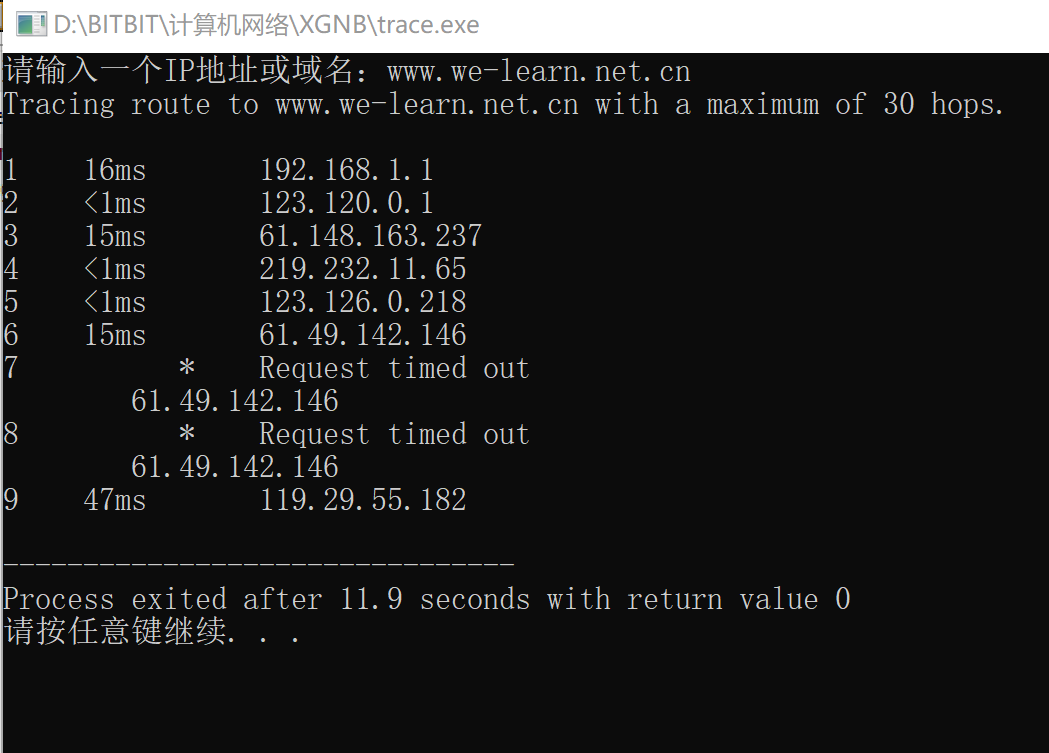 D:\BITBIT\计算机网络\XGNB\trace.exe
请输入一个IP地址或域名：www.we-learn.net.cn
Tracing route to www.we-learn.net.cn with a maximum of 30 hops.
1 16ms 192.168.1.1
2 <1ms 123.120.0.1
3 15ms 61.148.163.237
4 <1ms 219.232.11.65
5 <1ms 123.126.0.218
6 15ms 61.49.142.146
7 * Request timed out
61.49.142.146
8 * Request timed out
61.49.142.146
9 47ms 119.29.55.182
--------------------------------
Process exited after 11.9 seconds with return value 0
请按任意键继续. . .